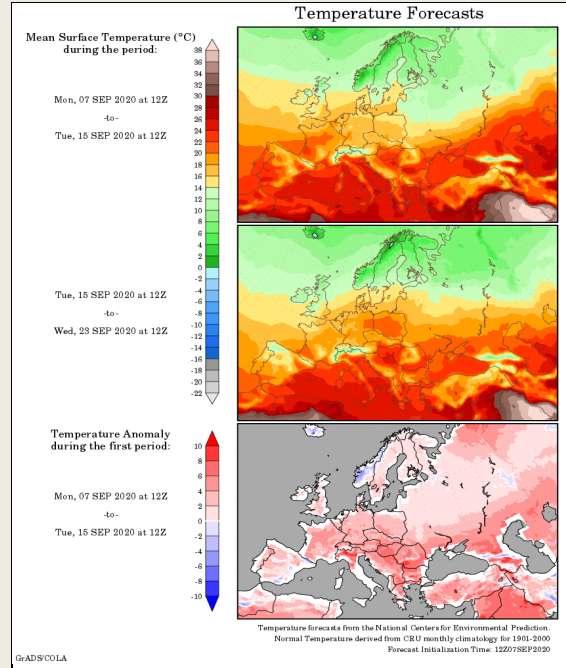 Temperature Forecasts
Mean Surface Temperature (°C)
during the period:
Mon, 07 SEP 2020 at 12Z
-to-
Tue, 15 SEP 2020 at 12Z
38
36
34
32
30
28
26
24
22
20
18
16
14
12
10
8
6
4
2
0
-2
-4
-6
-8
-10
-12
-14
-16
-18
-20
-22
Tue, 15 SEP 2020 at 12Z
-to-
Wed, 23 SEP 2020 at 12Z
Temperature Anomaly
during the first period:
Mon, 07 SEP 2020 at 12Z
-to-
Tue, 15 SEP 2020 at 12Z
10
8
6
4
2
0
-2
-4
-6
-8
-10
Temperature forecasts from the National Centers for Environmental Prediction.
Normal Temperature derived from CRU monthly climatology for 1901-2000
Forecast Initialization Time: 12Z07SEP2020
GrADS/COLA